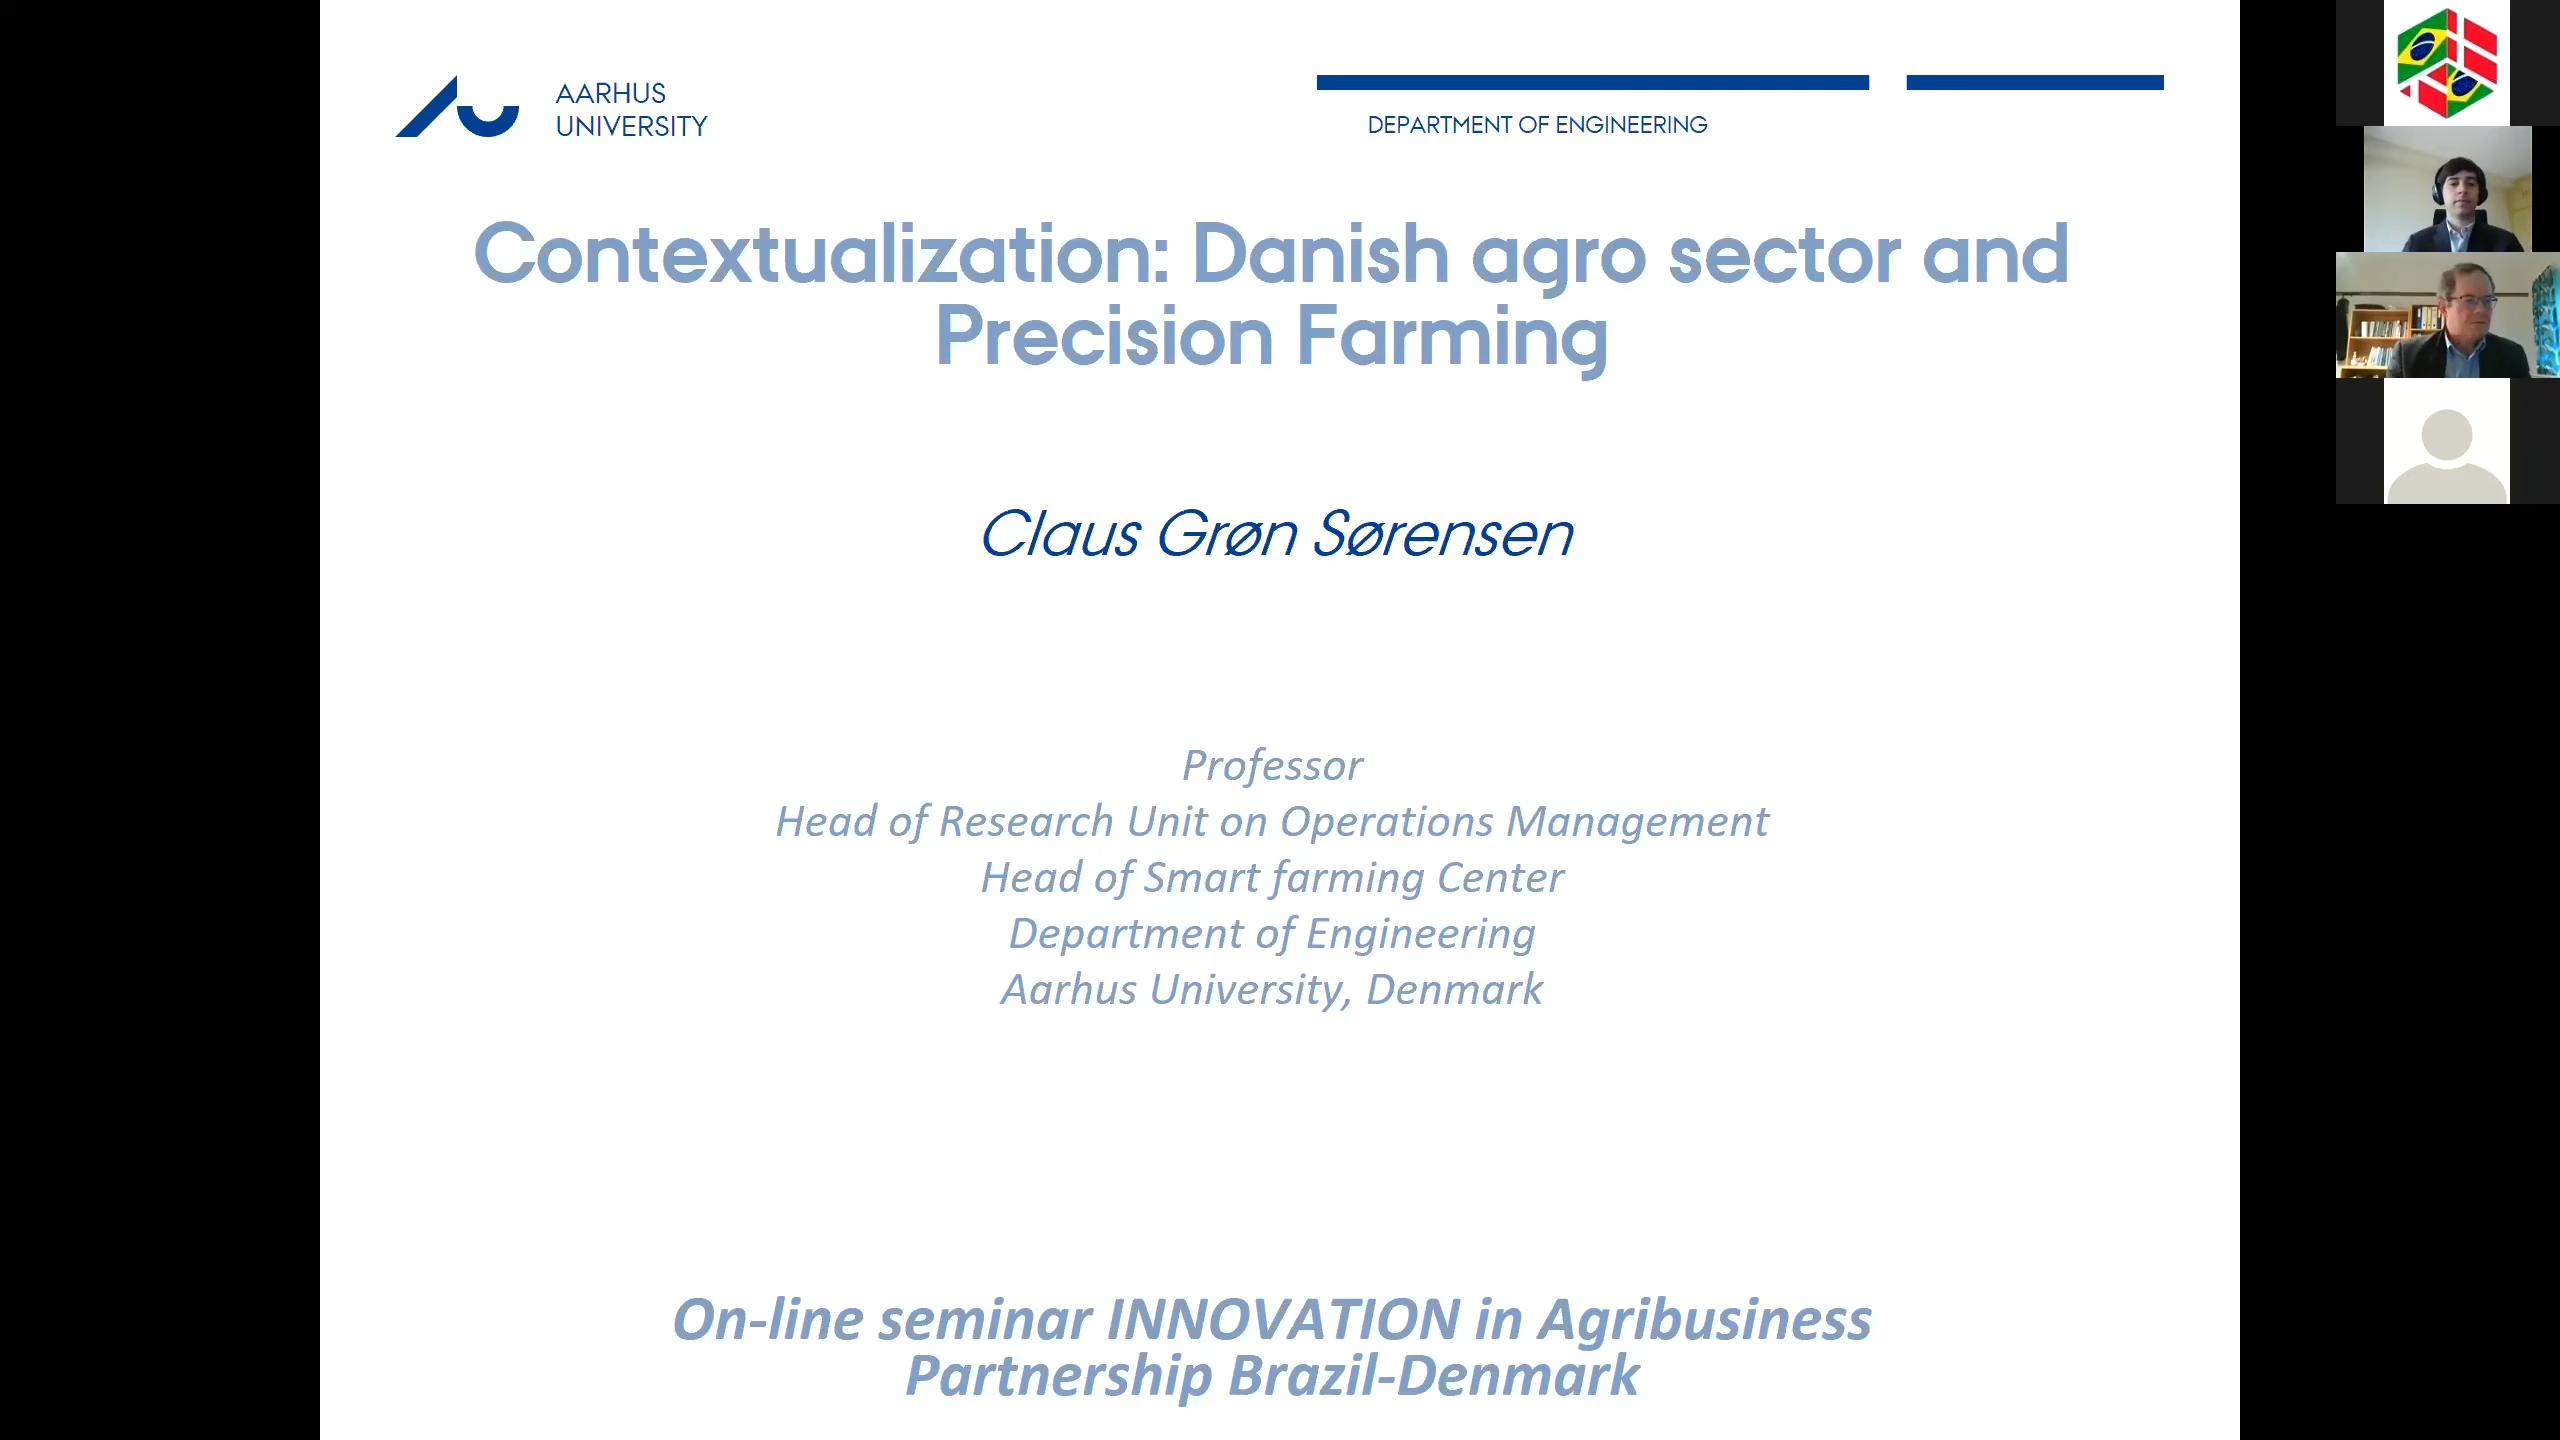 AARHUS
UNIVERSITY
DEPARTMENT OF ENGINEERING
Contextualization: Danish agro sector and
Precision Farming
Claus Grøn Sørensen
Professor
Head of Research Unit on Operations Management
Head of Smart farming Center
Department of Engineering
Aarhus University, Denmark
On-line seminar INNOVATION in Agribusiness
Partnership Brazil-Denmark